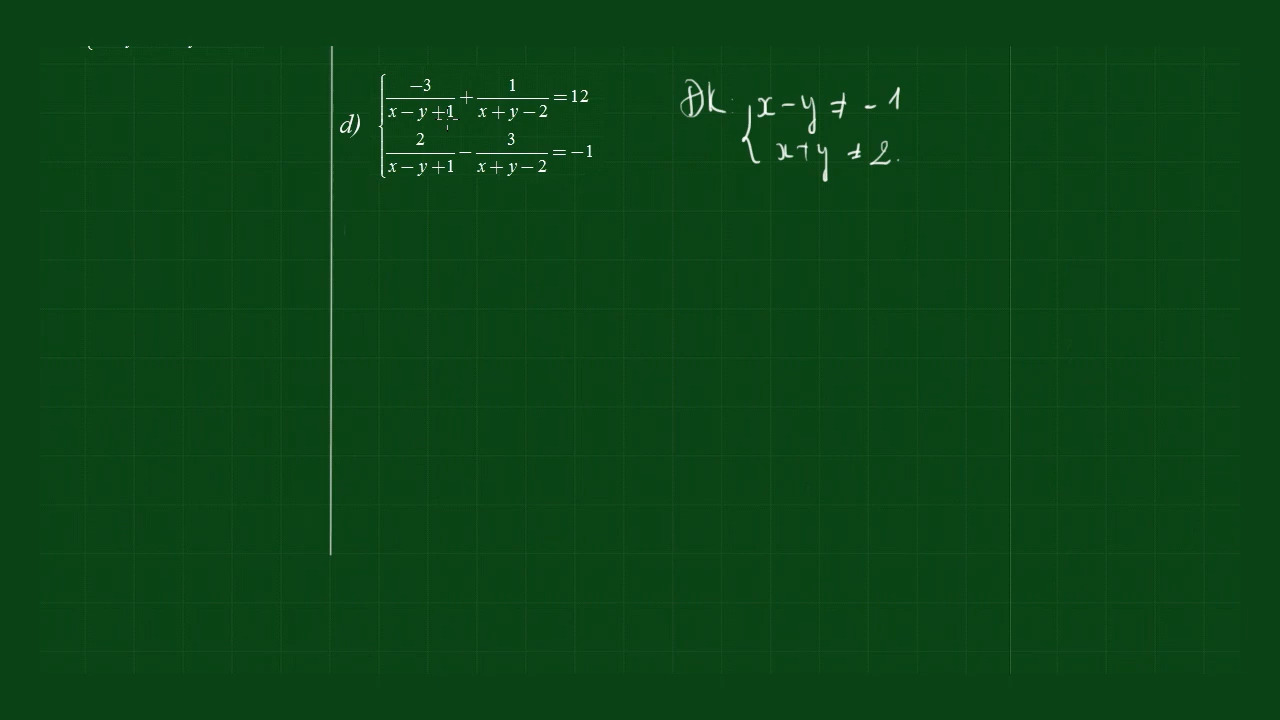 d) { -3/(x−y+1) + 1/(x+y−2) = 12
2/(x−y+1) − 3/(x+y−2) = −1
ĐK: { x − y ≠ −1
x + y ≠ 2.